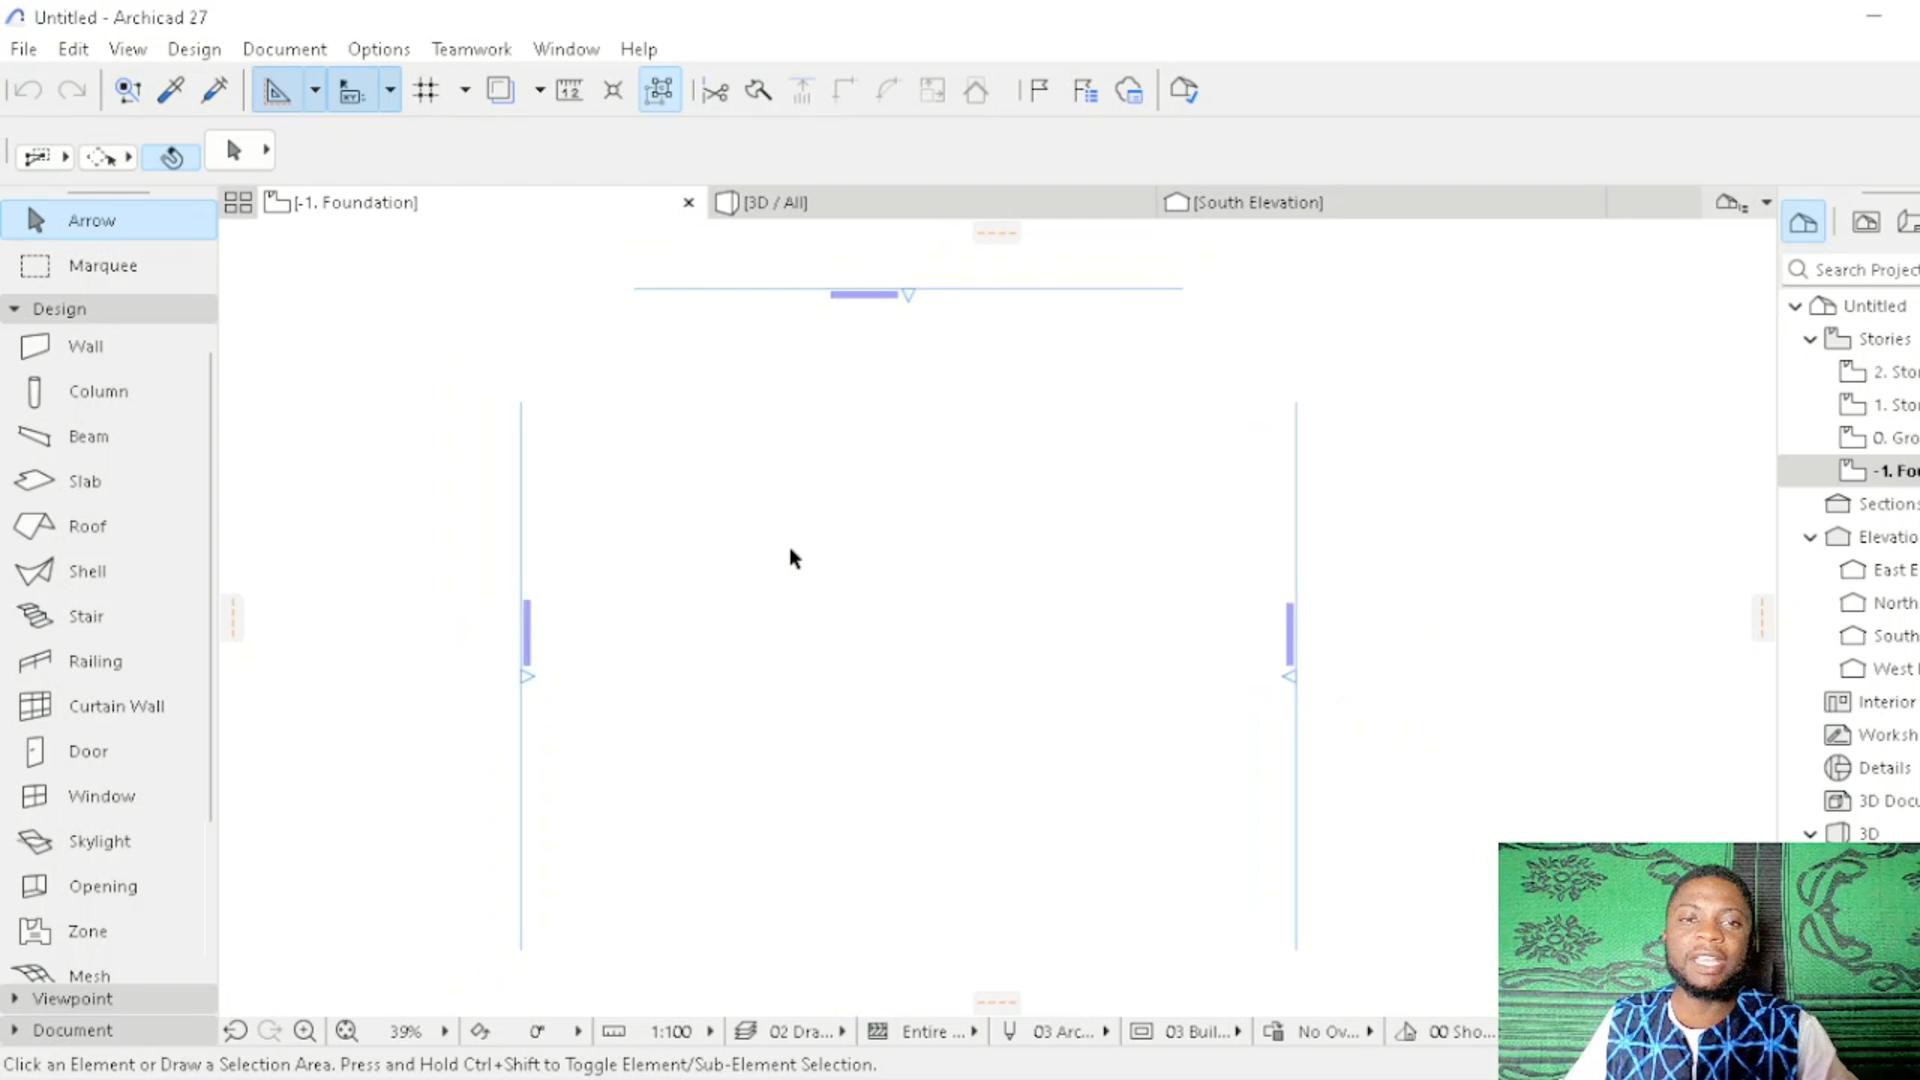 Untitled - Archicad 27
File Edit View Design Document Options Teamwork Window Help
[-1. Foundation]
[3D / All]
[South Elevation]
Arrow
Marquee
Design
Wall
Column
Beam
Slab
Roof
Shell
Stair
Railing
Curtain Wall
Door
Window
Skylight
Opening
Zone
Mesh
Viewpoint
Document
Search Project
Untitled
Stories
2. Sto
1. Sto
0. Gro
-1. Fou
Sections
Elevatio
East E
North
South
West
Interior
Worksh
Details
3D Docu
3D
39% 0° 1:100 02 Dra... Entire ... 03 Arc... 03 Buil... No Ov... 00 Sho...
Click an Element or Draw a Selection Area. Press and Hold Ctrl+Shift to Toggle Element/Sub-Element Selection.